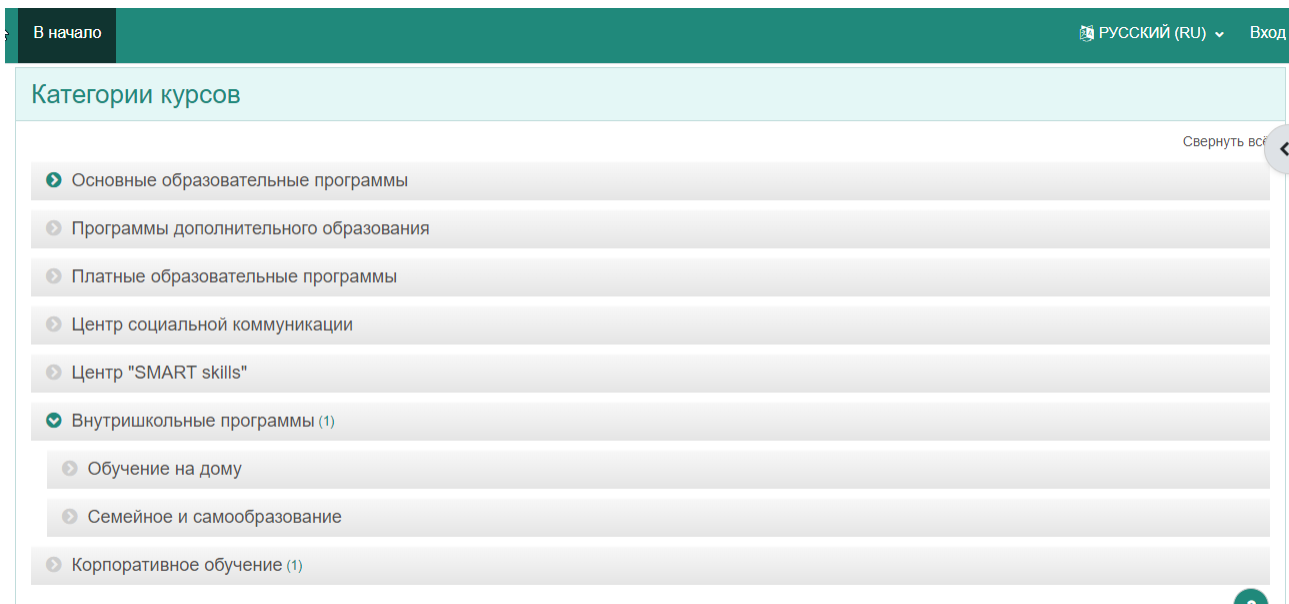 В начало
РУССКИЙ (RU)
Вход
Категории курсов
Свернуть всё
Основные образовательные программы
Программы дополнительного образования
Платные образовательные программы
Центр социальной коммуникации
Центр "SMART skills"
Внутришкольные программы (1)
Обучение на дому
Семейное и самообразование
Корпоративное обучение (1)